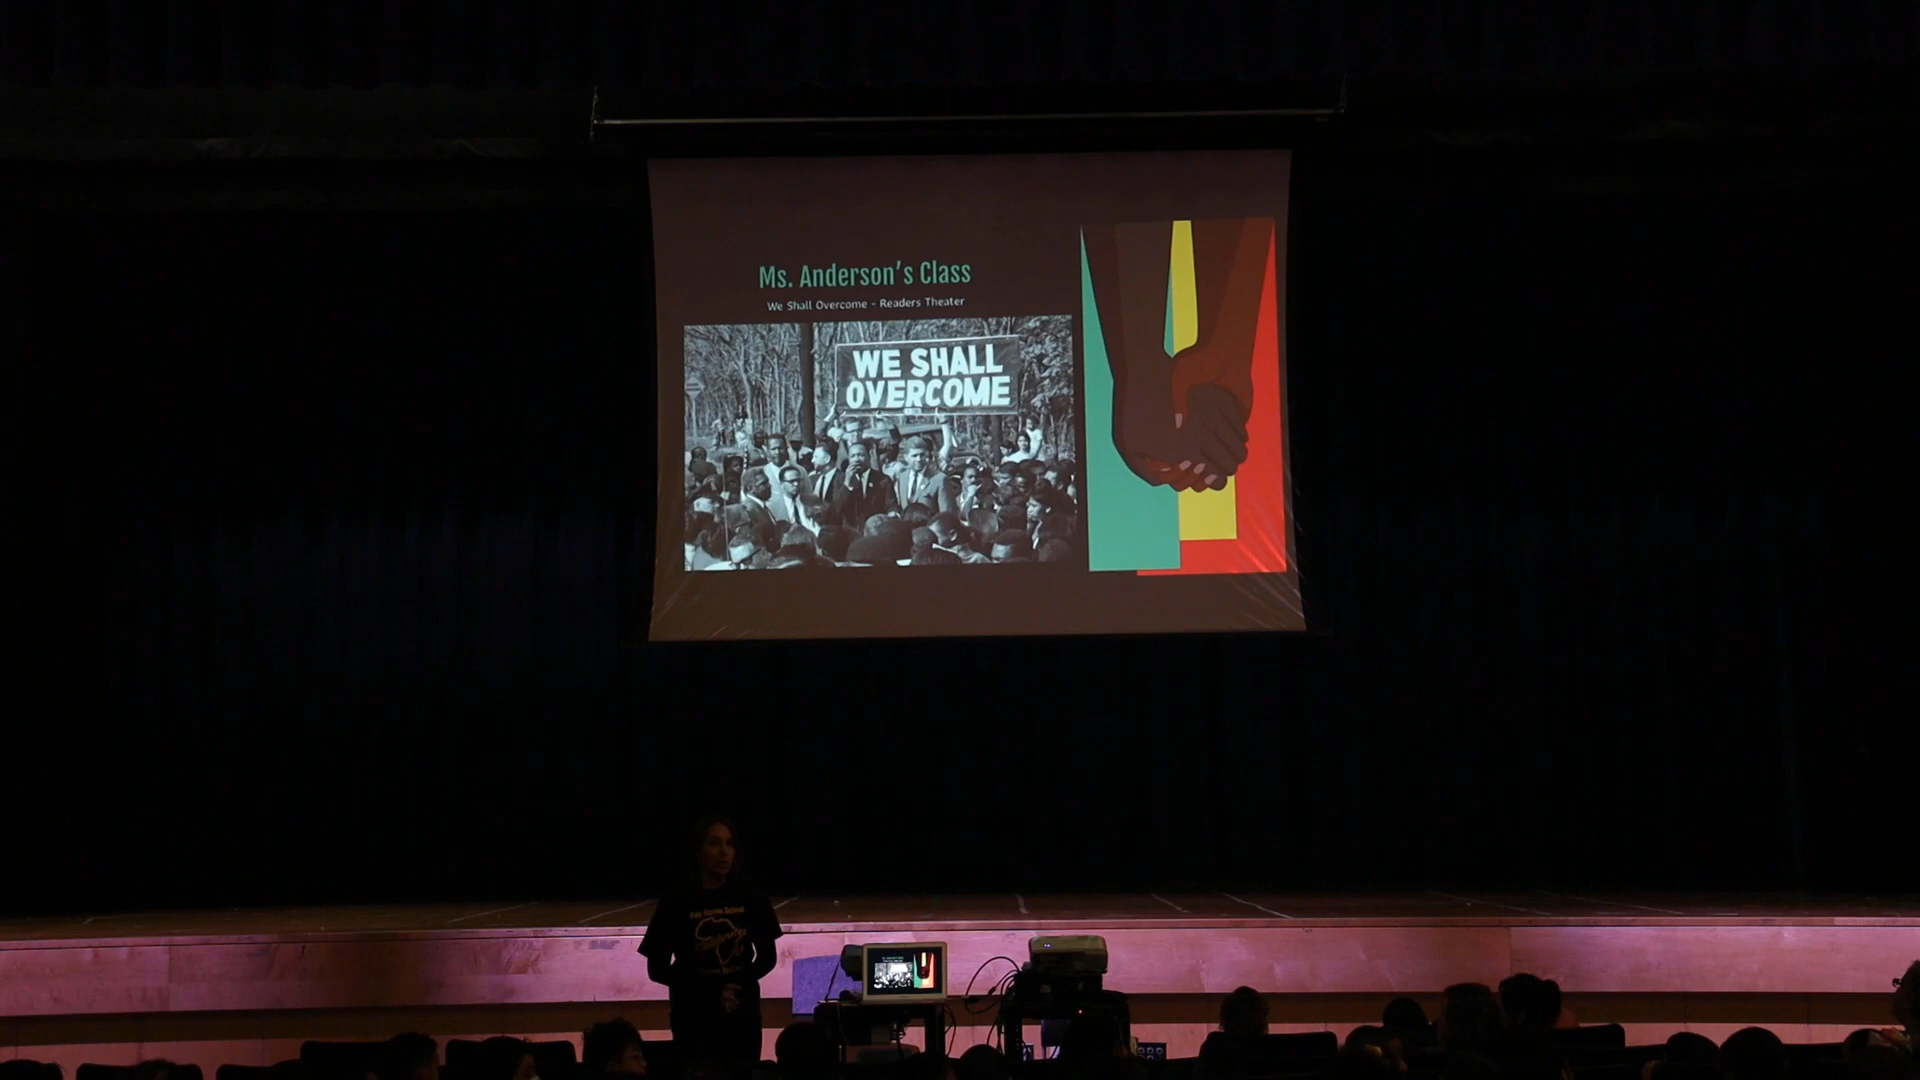 Ms. Anderson's Class
We Shall Overcome - Readers Theater
WE SHALL
OVERCOME